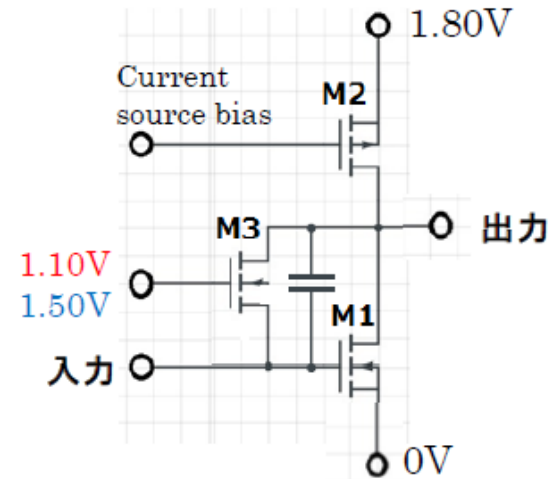 1.80V
Current
source bias
M2
M3
出力
1.10V
1.50V
M1
入力
0V